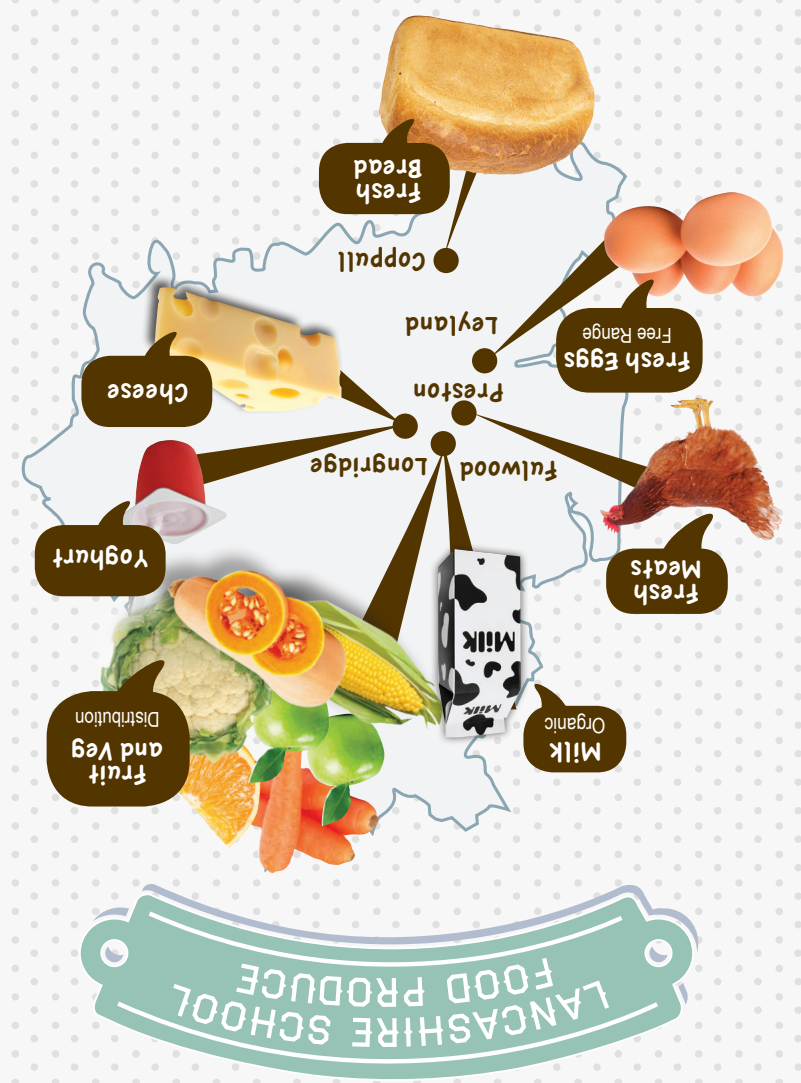 LANCASHIRE SCHOOL
FOOD PRODUCE
Milk
Organic
Milk
Milk
Fruit
and Veg
Distribution
Fresh
Meats
Yoghurt
Fulwood
Longridge
Preston
Cheese
Fresh Eggs
Free Range
Leyland
Coppull
Fresh
Bread